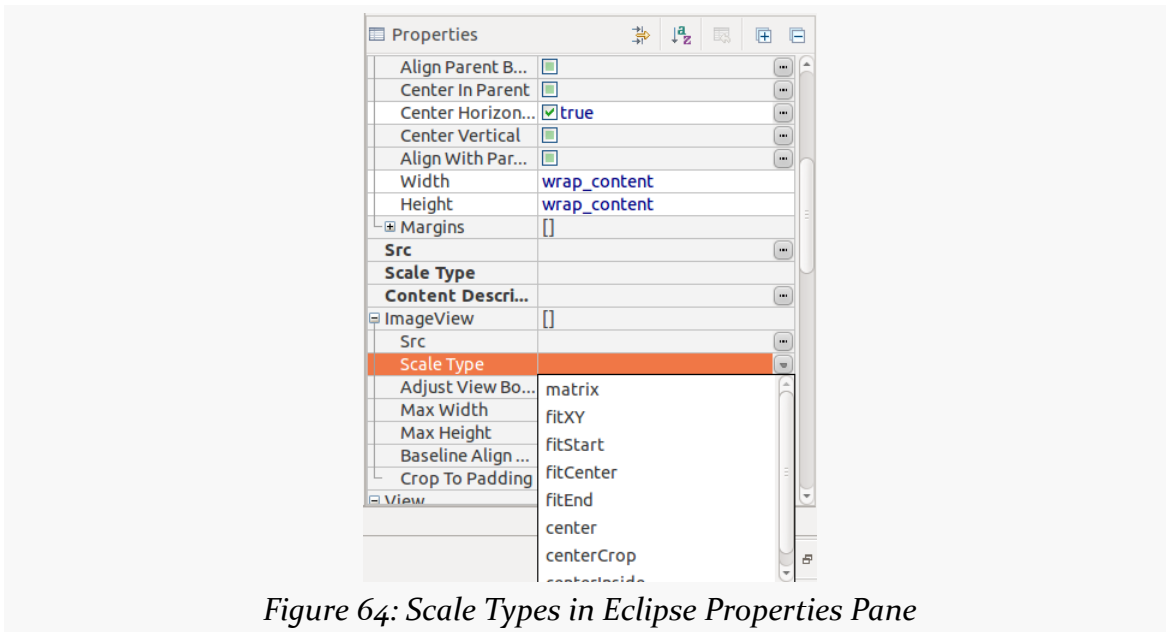 Properties
Align Parent B...
Center In Parent
Center Horizon... true
Center Vertical
Align With Par...
Width wrap_content
Height wrap_content
Margins []
Src
Scale Type
Content Descri...
ImageView []
Src
Scale Type
Adjust View Bo...
matrix
Max Width
fitXY
Max Height
fitStart
Baseline Align ...
fitCenter
Crop To Padding
fitEnd
View
center
centerCrop
centerInside
Figure 64: Scale Types in Eclipse Properties Pane